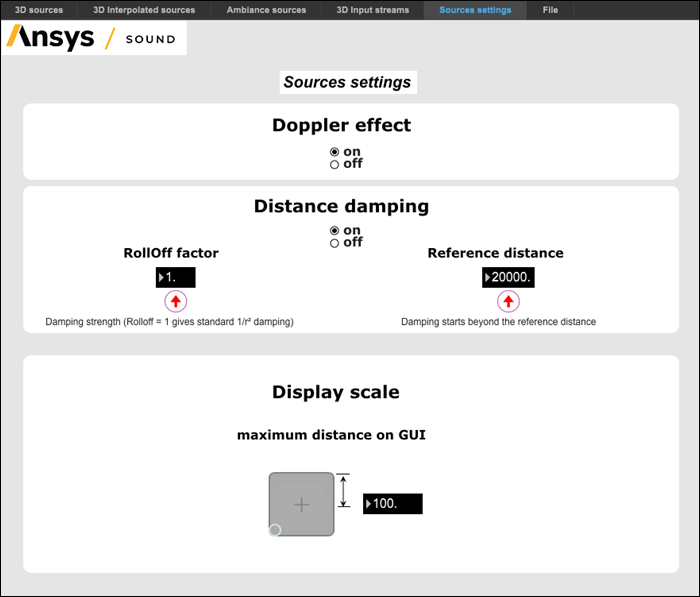 3D sources 3D Interpolated sources Ambiance sources 3D Input streams Sources settings File
Ansys / SOUND
Sources settings
Doppler effect
on
off
Distance damping
on
off
RollOff factor Reference distance
1. 20000.
Damping strength (Rolloff = 1 gives standard 1/r² damping) Damping starts beyond the reference distance
Display scale
maximum distance on GUI
100.